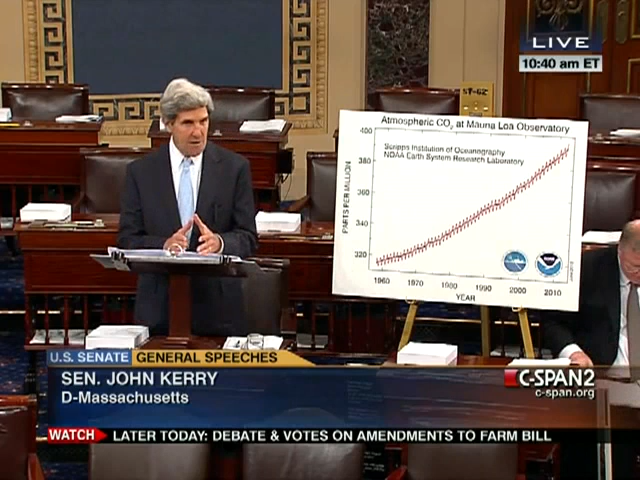 LIVE
10:40 am ET
Atmospheric CO2 at Mauna Loa Observatory
Scripps Institution of Oceanography
NOAA Earth System Research Laboratory
PARTS PER MILLION
400
380
360
340
320
1960 1970 1980 1990 2000 2010
YEAR
U.S. SENATE GENERAL SPEECHES
SEN. JOHN KERRY
D-Massachusetts
C-SPAN2
c-span.org
WATCH LATER TODAY: DEBATE & VOTES ON AMENDMENTS TO FARM BILL